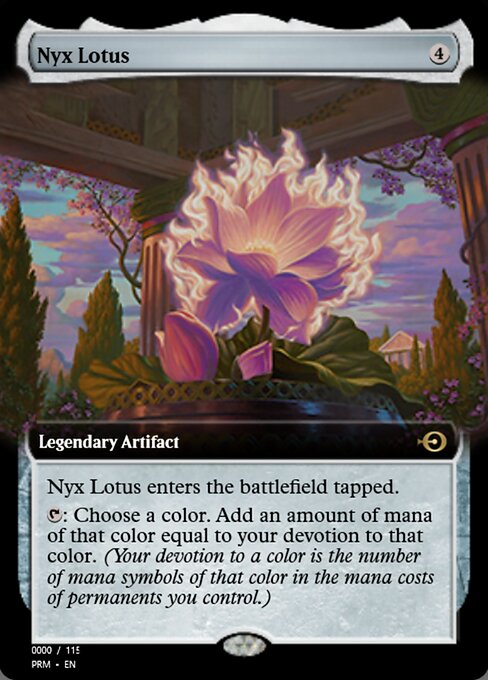 Nyx Lotus 4
Legendary Artifact
Nyx Lotus enters the battlefield tapped.
: Choose a color. Add an amount of mana
of that color equal to your devotion to that
color. (Your devotion to a color is the number
of mana symbols of that color in the mana costs
of permanents you control.)
0000 / 115
PRM • EN